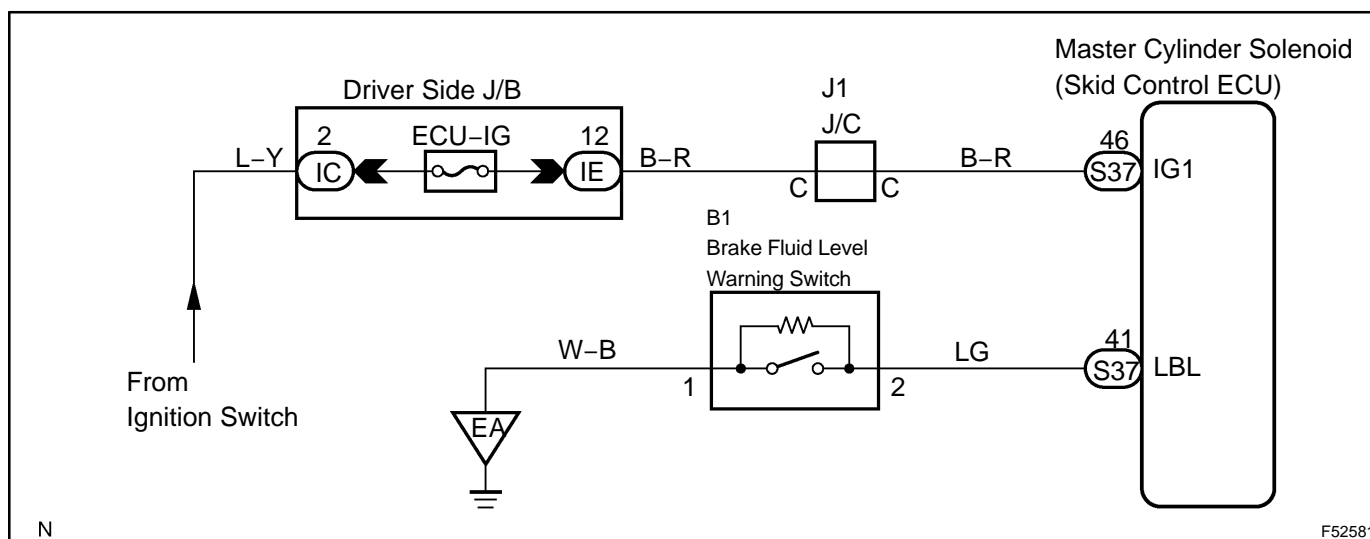 Master Cylinder Solenoid
(Skid Control ECU)
Driver Side J/B
J1
J/C
2
ECU–IG
12
46
L–Y
IC
IE
B–R
B–R
S37
IG1
C
C
B1
Brake Fluid Level
Warning Switch
41
W–B
LG
S37
LBL
1
2
From
Ignition Switch
EA
N
F52581